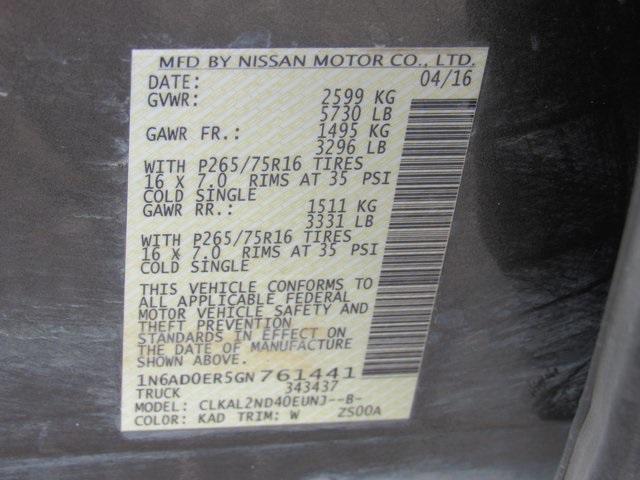 MFD BY NISSAN MOTOR CO., LTD.
DATE: 04/16
GVWR: 2599 KG
5730 LB
GAWR FR.: 1495 KG
3296 LB
WITH P265/75R16 TIRES
16 X 7.0 RIMS AT 35 PSI
COLD SINGLE
GAWR RR.: 1511 KG
3331 LB
WITH P265/75R16 TIRES
16 X 7.0 RIMS AT 35 PSI
COLD SINGLE
THIS VEHICLE CONFORMS TO
ALL APPLICABLE FEDERAL
MOTOR VEHICLE SAFETY AND
THEFT PREVENTION
STANDARDS IN EFFECT ON
THE DATE OF MANUFACTURE
SHOWN ABOVE.
1N6AD0ER5GN761441
TRUCK 343437
MODEL: CLKAL2ND40EUNJ--B-
COLOR: KAD TRIM: W ZS00A